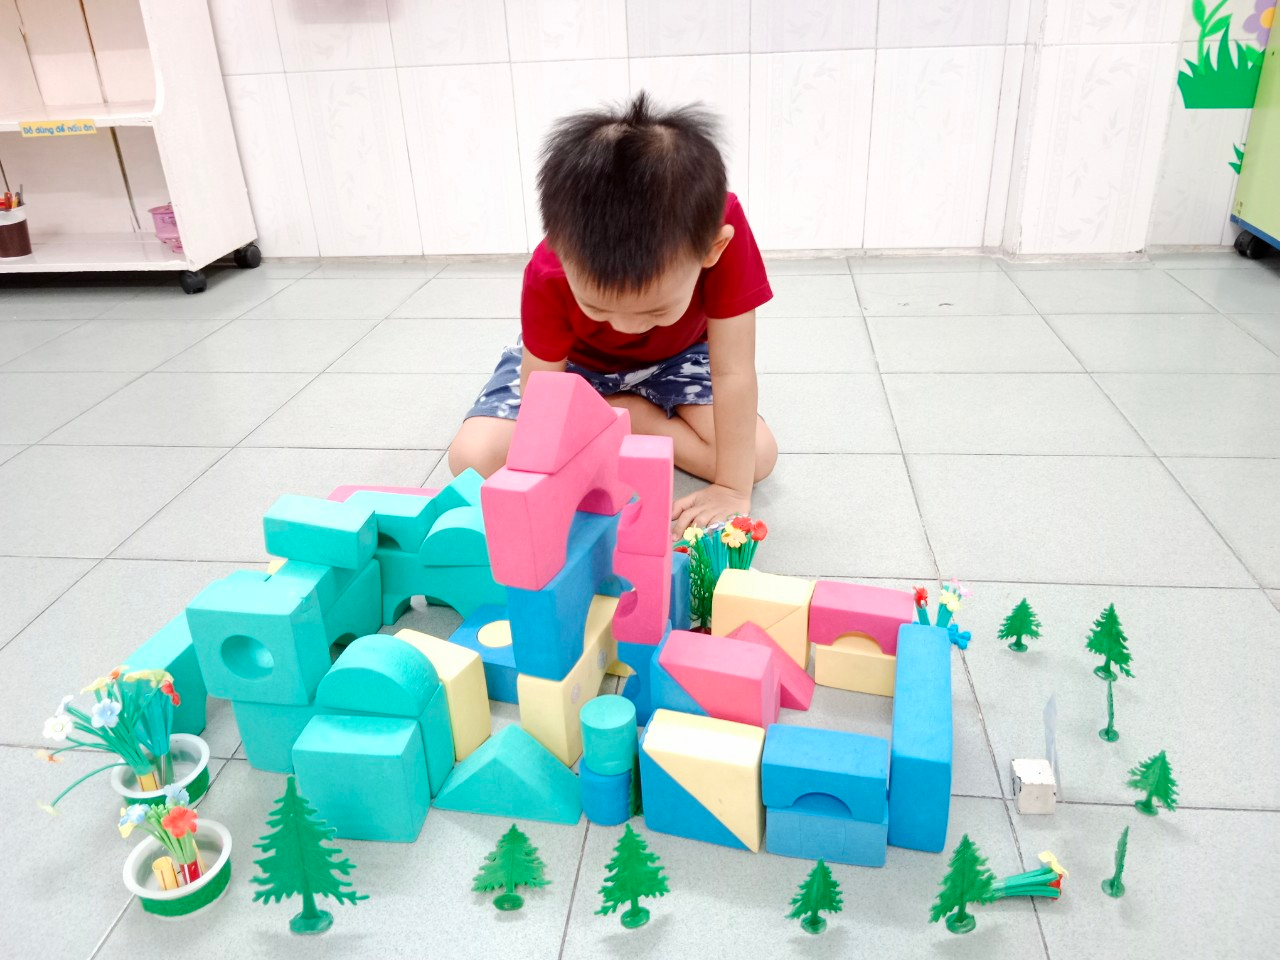 Đồ dùng để nấu ăn